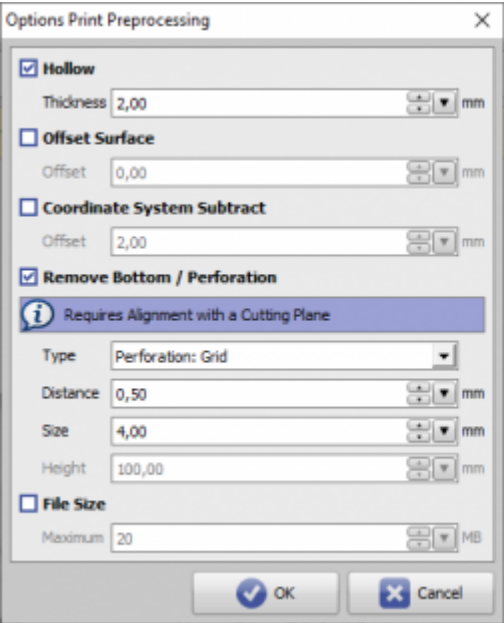 Options Print Preprocessing
Hollow
Thickness 2,00 mm
Offset Surface
Offset 0,00 mm
Coordinate System Subtract
Offset 2,00 mm
Remove Bottom / Perforation
Requires Alignment with a Cutting Plane
Type Perforation: Grid
Distance 0,50 mm
Size 4,00 mm
Height 100,00 mm
File Size
Maximum 20 MB
OK Cancel